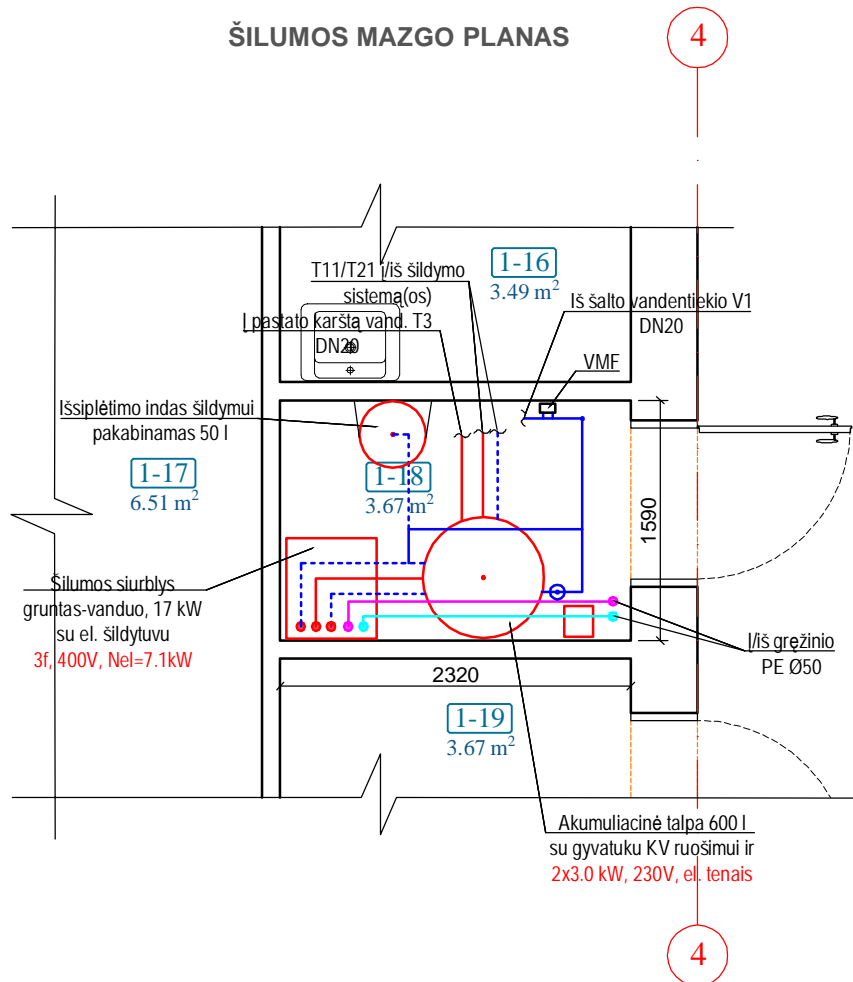 ŠILUMOS MAZGO PLANAS
4
T11/T21 į/iš šildymo
sistemą(os)
1-16
3.49 m²
Iš šalto vandentiekio V1
DN20
Į pastato karštą vand. T3
DN20
VMF
Išsiplėtimo indas šildymui
pakabinamas 50 l
1-17
6.51 m²
1-18
3.67 m²
1590
Šilumos siurblys
gruntas-vanduo, 17 kW
su el. šildytuvu
3f, 400V, Nel=7.1kW
Į/iš gręžinio
PE Ø50
2320
1-19
3.67 m²
Akumuliacinė talpa 600 l
su gyvatuku KV ruošimui ir
2x3.0 kW, 230V, el. tenais
4